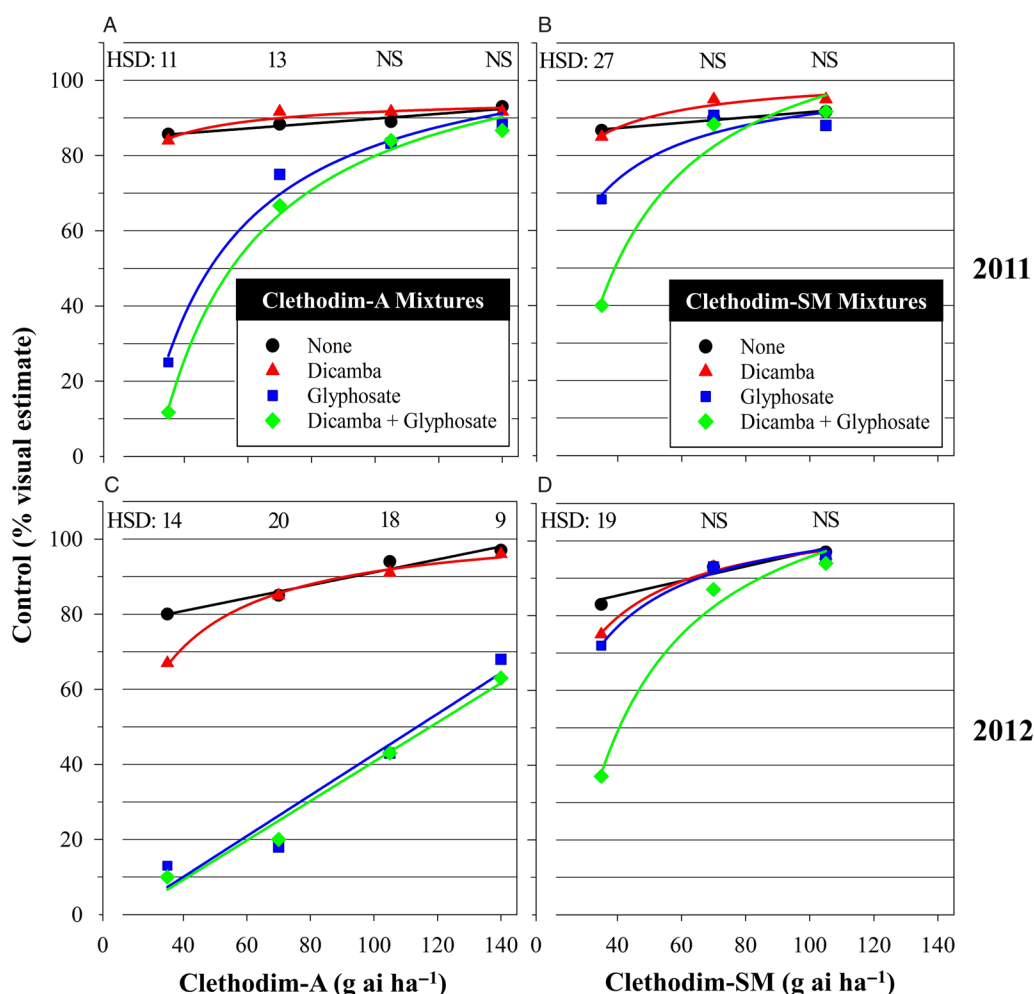 A
HSD: 11 13 NS NS
100
80
60
40
20
0
Clethodim-A Mixtures
None
Dicamba
Glyphosate
Dicamba + Glyphosate
B
HSD: 27 NS NS
Clethodim-SM Mixtures
None
Dicamba
Glyphosate
Dicamba + Glyphosate
2011
Control (% visual estimate)
C
HSD: 14 20 18 9
100
80
60
40
20
0
0 40 60 80 100 120 140
Clethodim-A (g ai ha⁻¹)
D
HSD: 19 NS NS
0 40 60 80 100 120 140
Clethodim-SM (g ai ha⁻¹)
2012